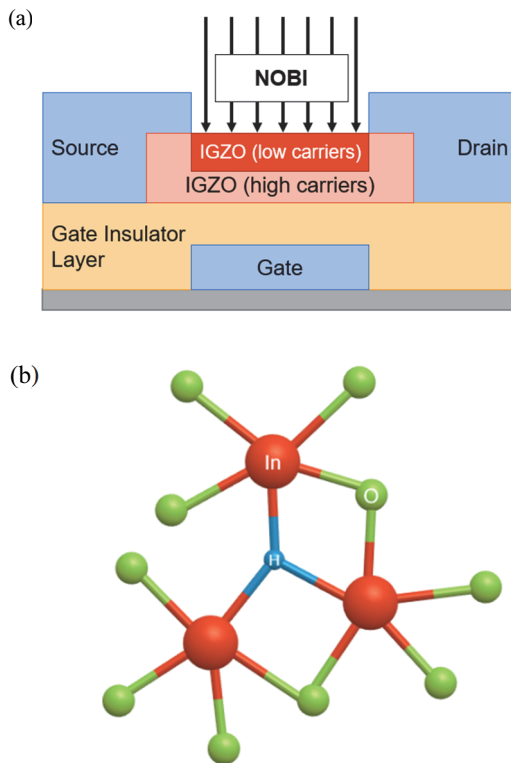 (a)
NOBI
Source
IGZO (low carriers)
Drain
IGZO (high carriers)
Gate Insulator
Layer
Gate
(b)
In
O
H